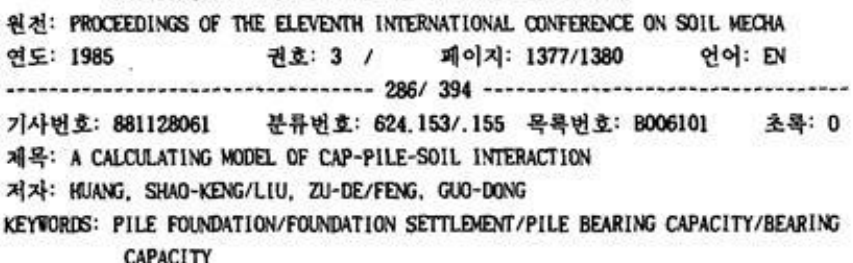 원전: PROCEEDINGS OF THE ELEVENTH INTERNATIONAL CONFERENCE ON SOIL MECHA
연도: 1985 권호: 3 / 페이지: 1377/1380 언어: EN
-------------------------------- 286/ 394 --------------------------------
기사번호: 881128061 분류번호: 624.153/.155 목록번호: B006101 초록: 0
제목: A CALCULATING MODEL OF CAP-PILE-SOIL INTERACTION
저자: HUANG, SHAO-KENG/LIU, ZU-DE/FENG, GUO-DONG
KEYWORDS: PILE FOUNDATION/FOUNDATION SETTLEMENT/PILE BEARING CAPACITY/BEARING
CAPACITY